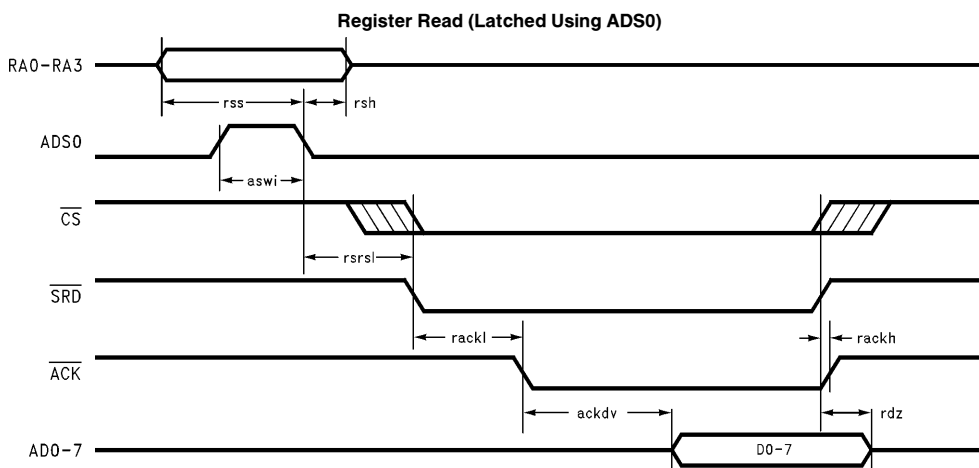 Register Read (Latched Using ADS0)
RA0-RA3
rss
rsh
ADS0
aswi
CS
rsrsl
SRD
rackl
rackh
ACK
ackdv
rdz
AD0-7
D0-7